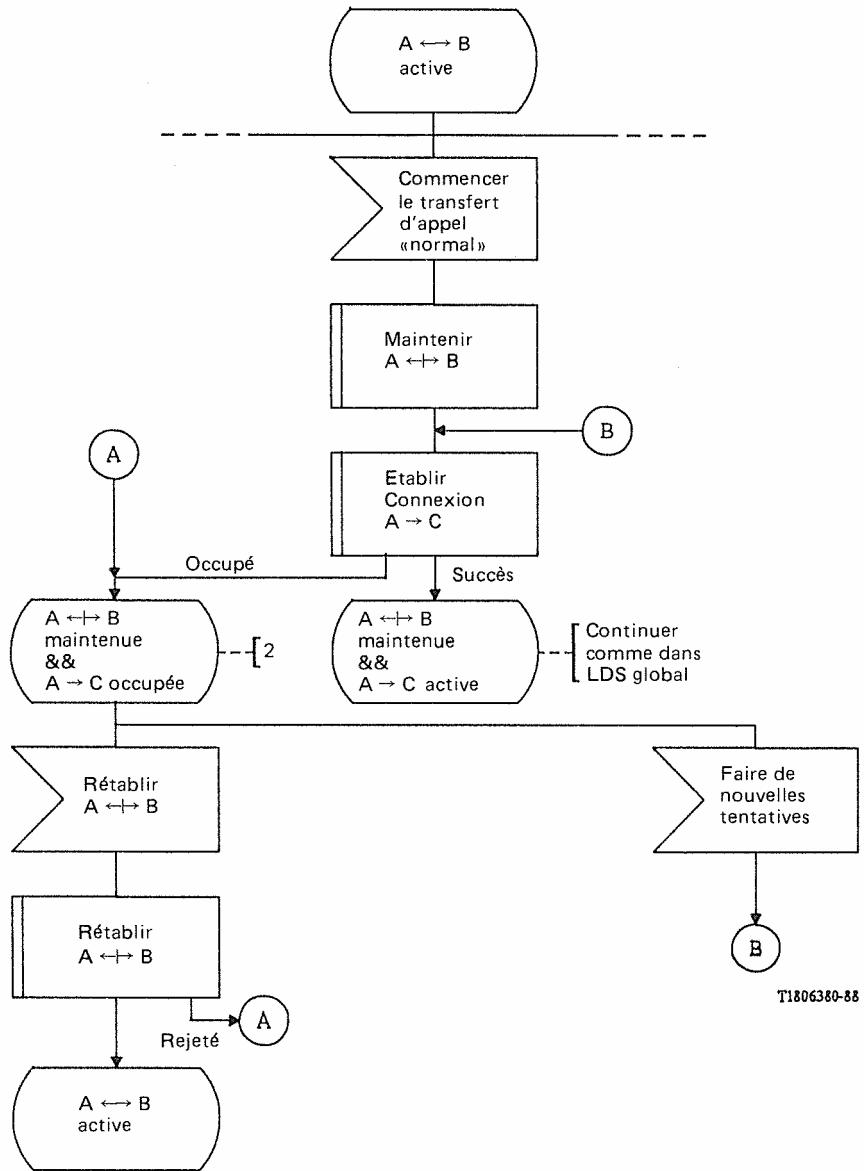 A ←→ B
active
Commencer
le transfert
d'appel
«normal»
Maintenir
A ←+→ B
B
A
Etablir
Connexion
A → C
Occupé
Succès
A ←+→ B
maintenue
&&
A → C occupée
2
A ←+→ B
maintenue
&&
A → C active
Continuer
comme dans
LDS global
Rétablir
A ←+→ B
Faire de
nouvelles
tentatives
Rétablir
A ←+→ B
B
T1806380-88
A
Rejeté
A ←→ B
active